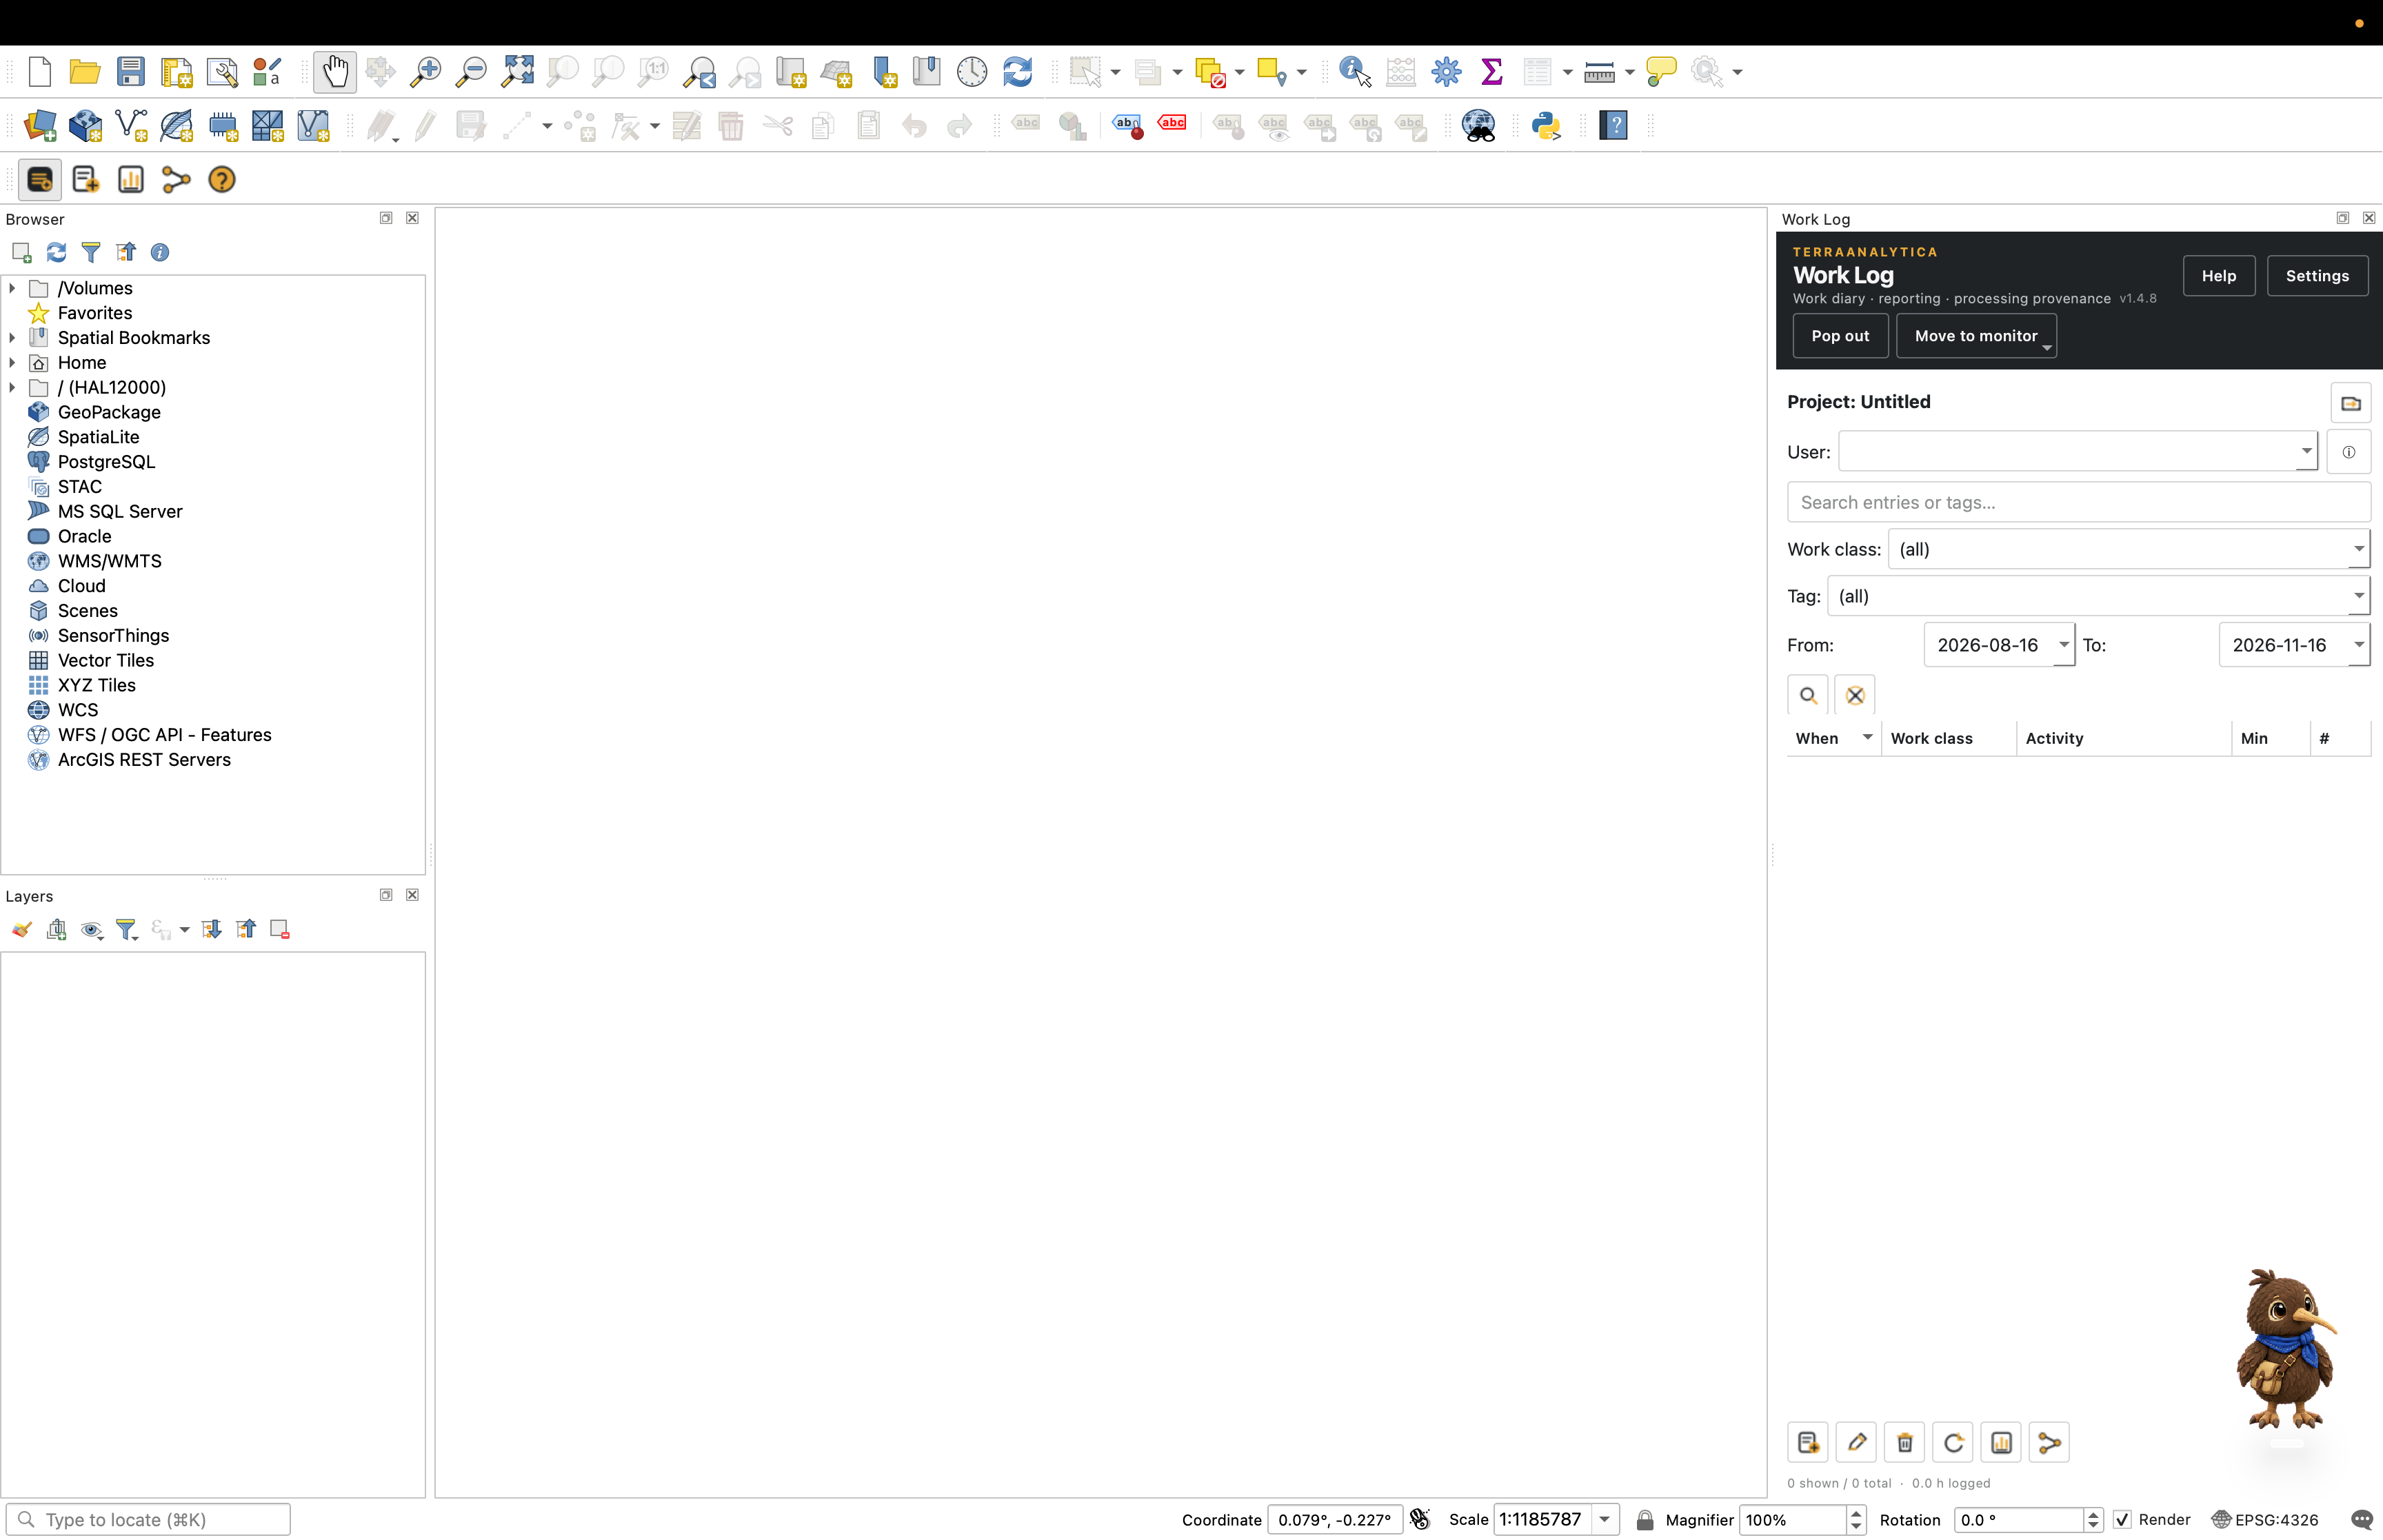 Browser
/Volumes
Favorites
Spatial Bookmarks
Home
/ (HAL12000)
GeoPackage
SpatiaLite
PostgreSQL
STAC
MS SQL Server
Oracle
WMS/WMTS
Cloud
Scenes
SensorThings
Vector Tiles
XYZ Tiles
WCS
WFS / OGC API - Features
ArcGIS REST Servers
Layers
Work Log
TERRAANALYTICA
Work Log
Work diary · reporting · processing provenance v1.4.8
Help
Settings
Pop out
Move to monitor
Project: Untitled
User:
Search entries or tags...
Work class: (all)
Tag: (all)
From: 2026-08-16 To: 2026-11-16
When Work class Activity Min #
0 shown / 0 total · 0.0 h logged
Type to locate (⌘K)
Coordinate 0.079°, -0.227° Scale 1:1185787 Magnifier 100% Rotation 0.0 ° Render EPSG:4326